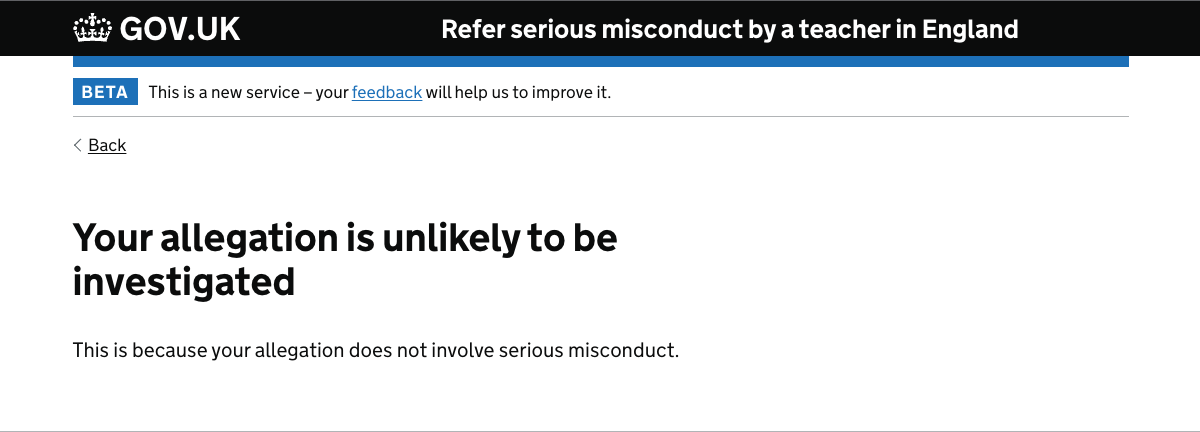 GOV.UK
Refer serious misconduct by a teacher in England
BETA This is a new service – your feedback will help us to improve it.
Back
Your allegation is unlikely to be
investigated
This is because your allegation does not involve serious misconduct.